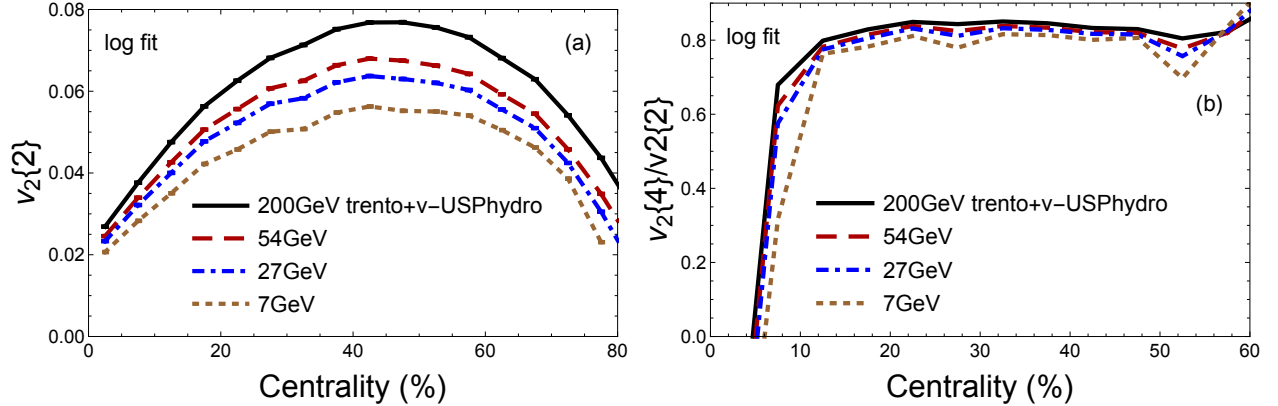 log fit
(a)
v₂{2}
0.00
0.02
0.04
0.06
0.08
200GeV trento+v−USPhydro
54GeV
27GeV
7GeV
0
20
40
60
80
Centrality (%)
log fit
(b)
v₂{4}/v2{2}
0.0
0.2
0.4
0.6
0.8
200GeV trento+v−USPhydro
54GeV
27GeV
7GeV
0
10
20
30
40
50
60
Centrality (%)